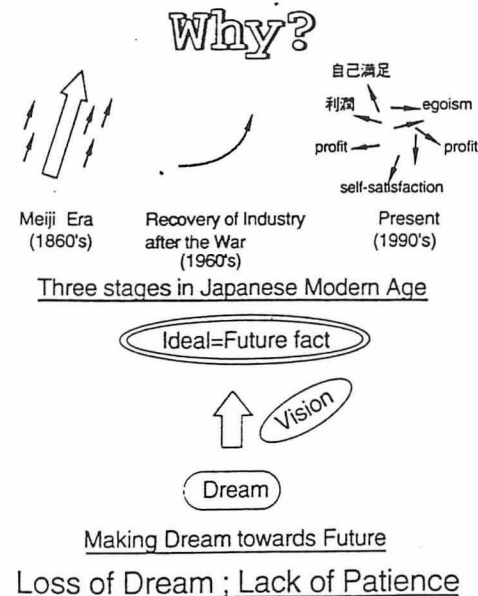 Why?
自己満足
利潤
egoism
profit
profit
self-satisfaction
Meiji Era
(1860's)
Recovery of Industry
after the War
(1960's)
Present
(1990's)
Three stages in Japanese Modern Age
Ideal=Future fact
Vision
Dream
Making Dream towards Future
Loss of Dream ; Lack of Patience